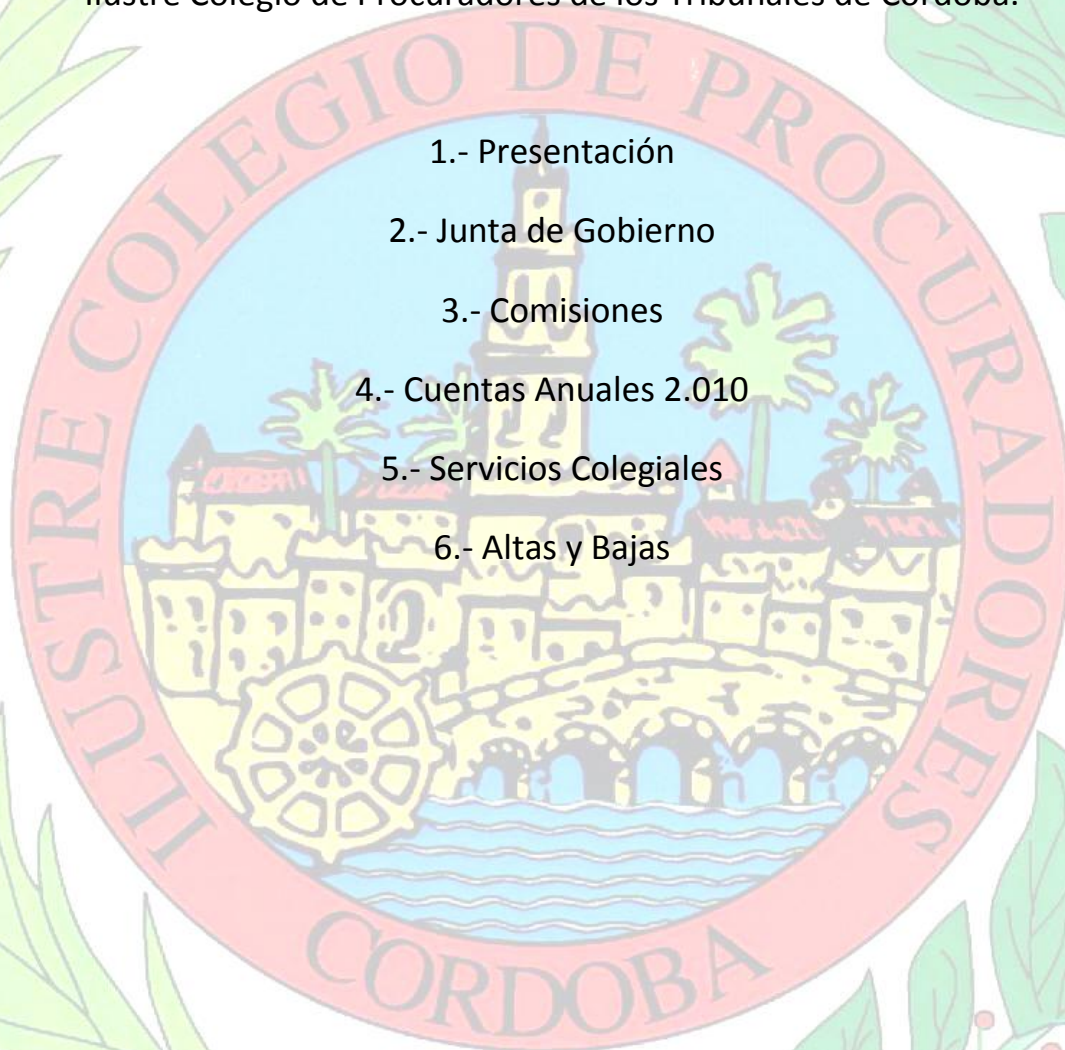 Ilustre Colegio de Procuradores de los Tribunales de Córdoba.
1.- Presentación
2.- Junta de Gobierno
3.- Comisiones
4.- Cuentas Anuales 2.010
5.- Servicios Colegiales
6.- Altas y Bajas
ILUSTRE COLEGIO DE PROCURADORES
CORDOBA